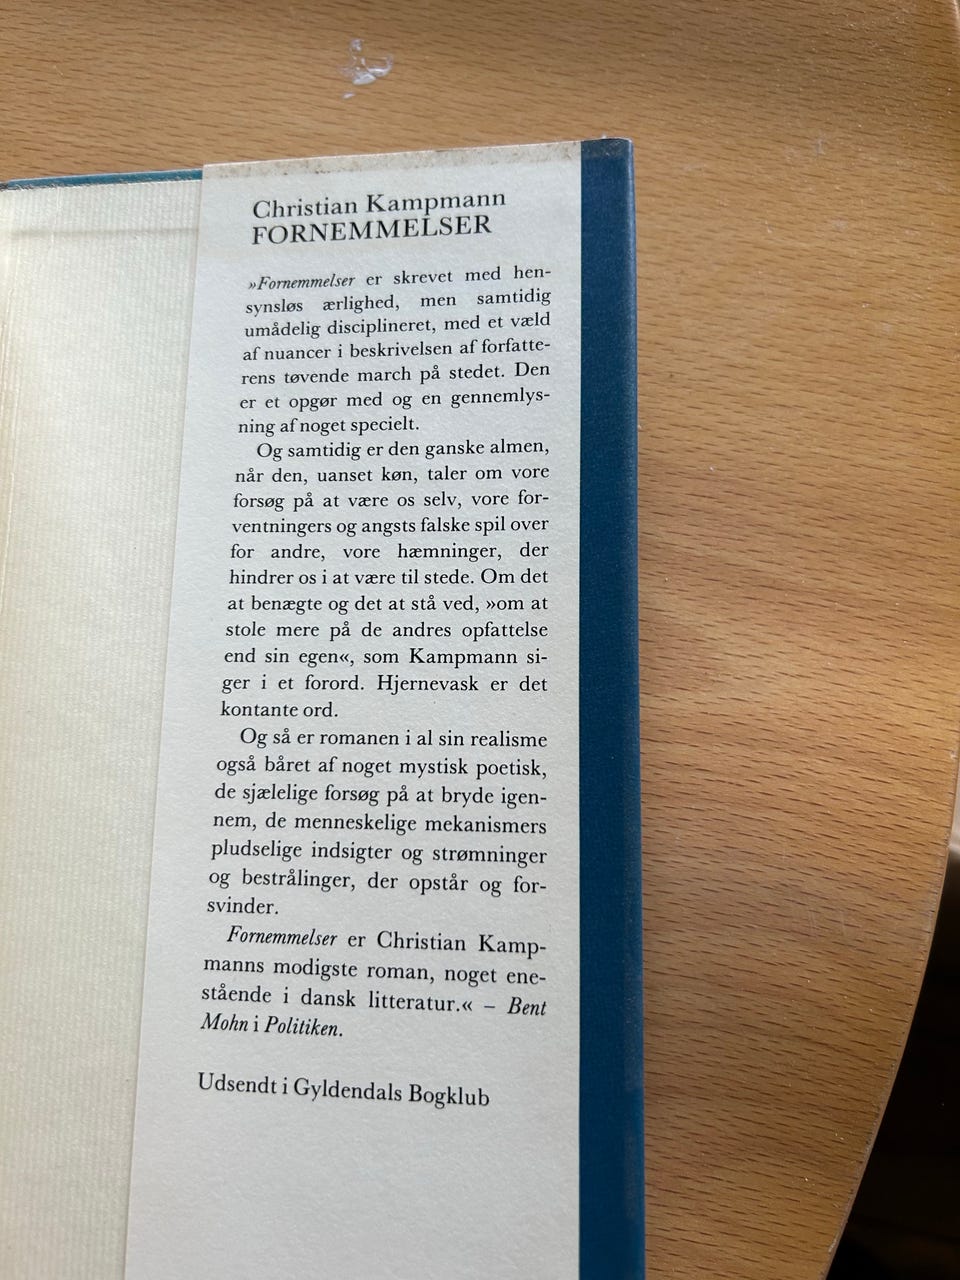 Christian Kampmann
FORNEMMELSER
»Fornemmelser er skrevet med hen-
synsløs ærlighed, men samtidig
umådelig disciplineret, med et væld
af nuancer i beskrivelsen af forfatte-
rens tøvende march på stedet. Den
er et opgør med og en gennemlys-
ning af noget specielt.
Og samtidig er den ganske almen,
når den, uanset køn, taler om vore
forsøg på at være os selv, vore for-
ventningers og angsts falske spil over
for andre, vore hæmninger, der
hindrer os i at være til stede. Om det
at benægte og det at stå ved, »om at
stole mere på de andres opfattelse
end sin egen«, som Kampmann si-
ger i et forord. Hjernevask er det
kontante ord.
Og så er romanen i al sin realisme
også båret af noget mystisk poetisk,
de sjælelige forsøg på at bryde igen-
nem, de menneskelige mekanismers
pludselige indsigter og strømninger
og bestrålinger, der opstår og for-
svinder.
Fornemmelser er Christian Kamp-
manns modigste roman, noget ene-
stående i dansk litteratur.« – Bent
Mohn i Politiken.
Udsendt i Gyldendals Bogklub